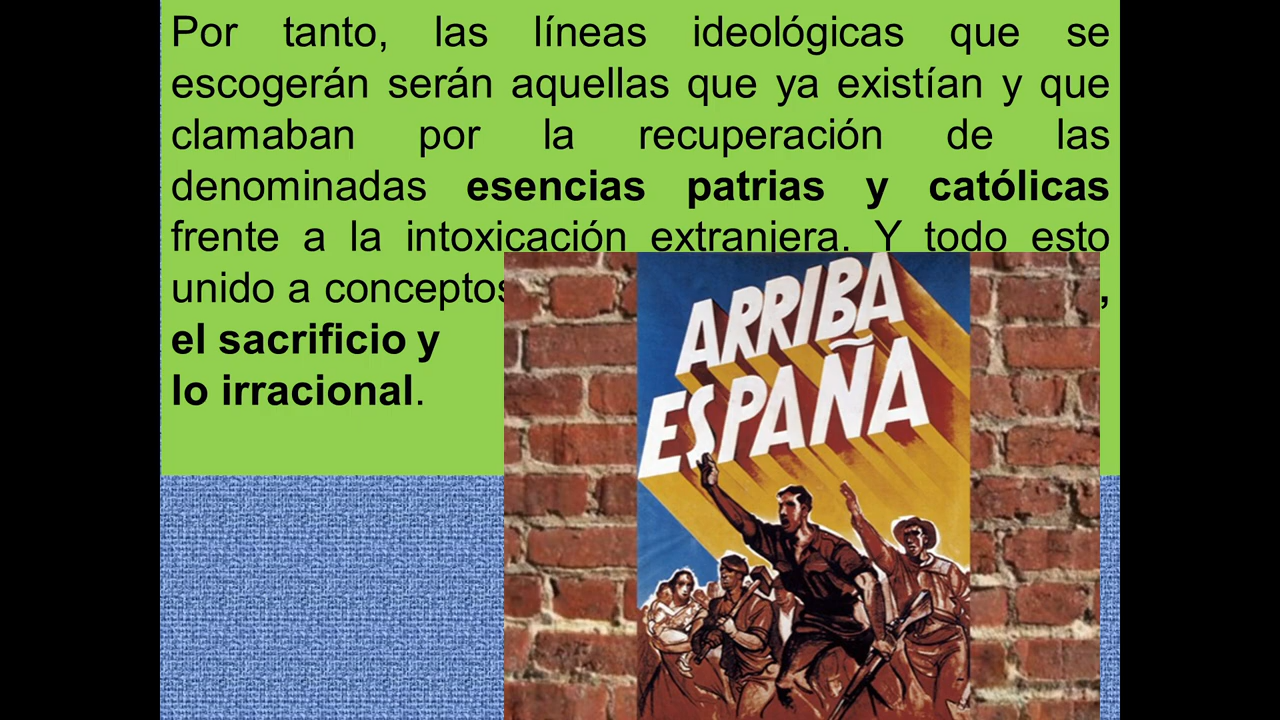 Por tanto, las líneas ideológicas que se
escogerán serán aquellas que ya existían y que
clamaban por la recuperación de las
denominadas esencias patrias y católicas
frente a la intoxicación extranjera. Y todo esto
unido a conceptos ,
el sacrificio y
lo irracional.
ARRIBA
ESPAÑA